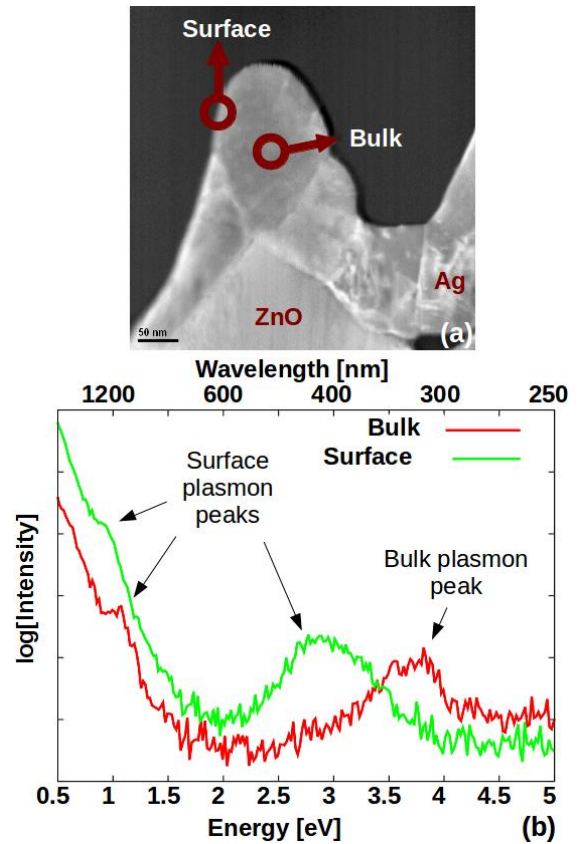 Surface
Bulk
Ag
ZnO
50 nm
(a)
Wavelength [nm]
1200 600 400 300 250
Bulk
Surface
Surface
plasmon
peaks
Bulk plasmon
peak
log[Intensity]
0.5 1 1.5 2 2.5 3 3.5 4 4.5 5
Energy [eV]
(b)